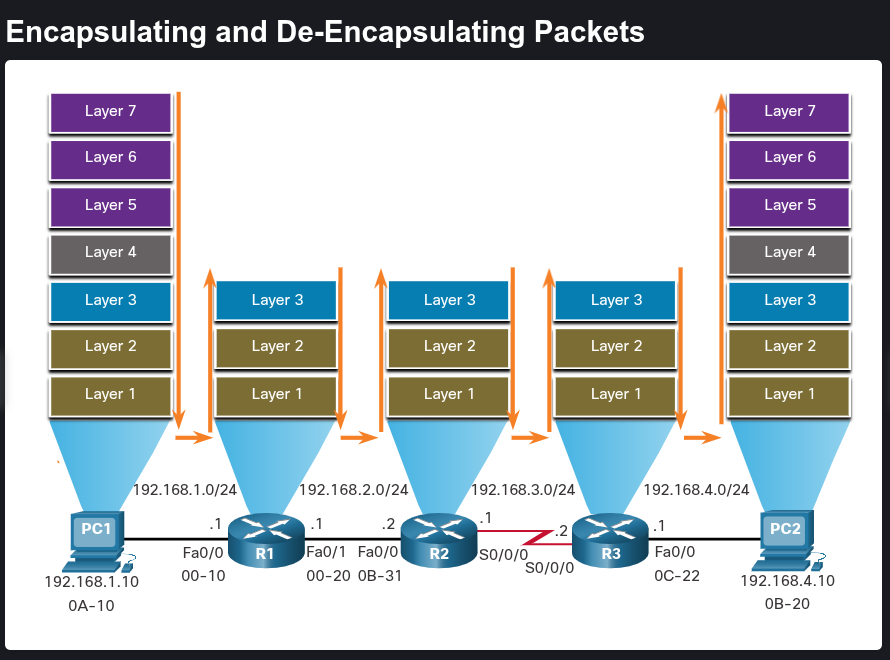 Encapsulating and De-Encapsulating Packets
Layer 7
Layer 6
Layer 5
Layer 4
Layer 3
Layer 2
Layer 1
Layer 3
Layer 2
Layer 1
Layer 3
Layer 2
Layer 1
Layer 3
Layer 2
Layer 1
Layer 7
Layer 6
Layer 5
Layer 4
Layer 3
Layer 2
Layer 1
192.168.1.0/24
192.168.2.0/24
192.168.3.0/24
192.168.4.0/24
PC1
192.168.1.10
0A-10
.1
Fa0/0
00-10
R1
.1
Fa0/1
00-20
.2
Fa0/0
0B-31
R2
.1
S0/0/0
.2
S0/0/0
R3
.1
Fa0/0
0C-22
PC2
192.168.4.10
0B-20